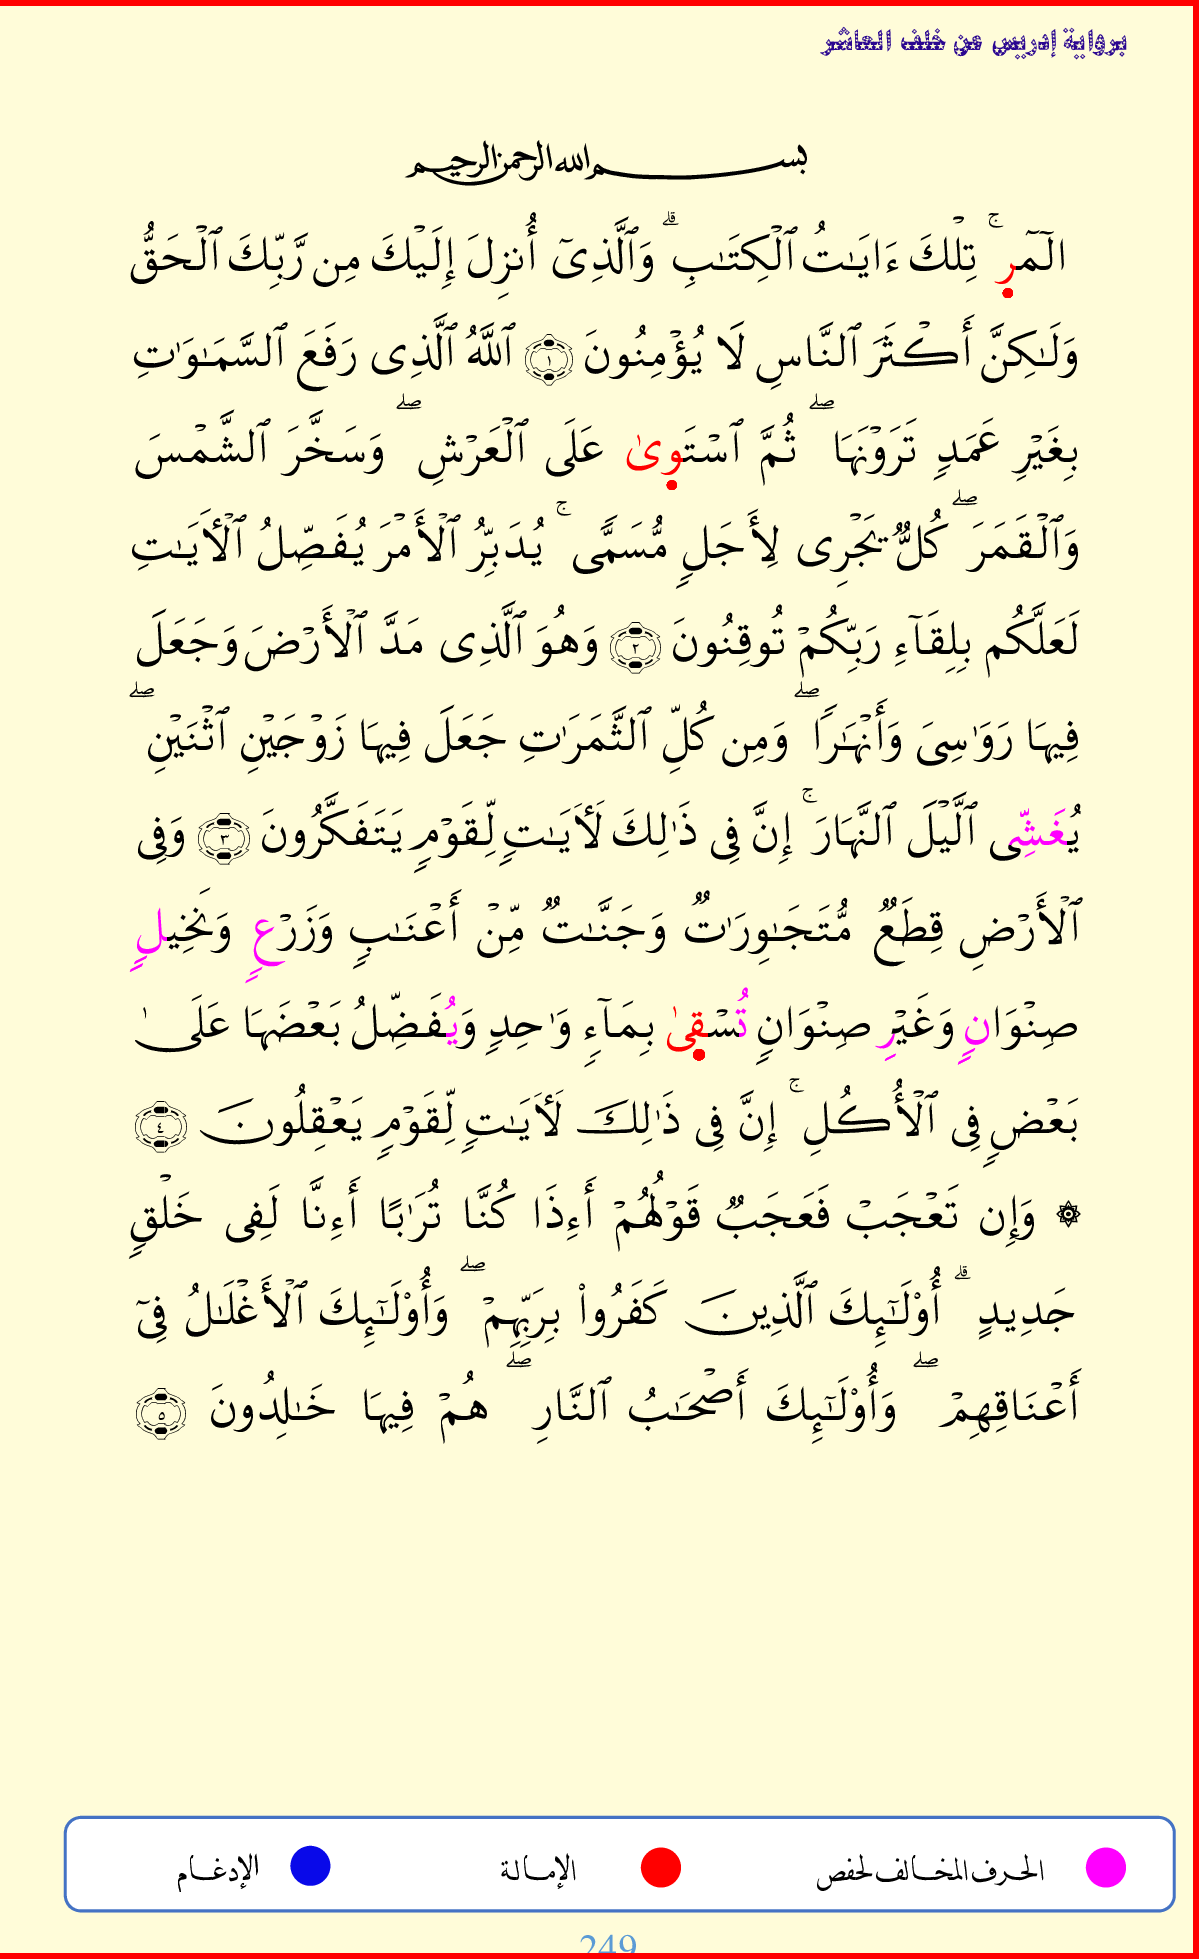 برواية إدريس عن خلف العاشر
بسم الله الرحمن الرحيم
الٓمٓرۚ تِلۡكَ ءَايَٰتُ ٱلۡكِتَٰبِۗ وَٱلَّذِىٓ أُنزِلَ إِلَيۡكَ مِن رَّبِّكَ ٱلۡحَقُّ
وَلَٰكِنَّ أَكۡثَرَ ٱلنَّاسِ لَا يُؤۡمِنُونَ ١ ٱللَّهُ ٱلَّذِى رَفَعَ ٱلسَّمَٰوَٰتِ
بِغَيۡرِ عَمَدٖ تَرَوۡنَهَاۖ ثُمَّ ٱسۡتَوِىٰ عَلَى ٱلۡعَرۡشِۖ وَسَخَّرَ ٱلشَّمۡسَ
وَٱلۡقَمَرَۖ كُلّٞ يَجۡرِى لِأَجَلٖ مُّسَمّٗىۚ يُدَبِّرُ ٱلۡأَمۡرَ يُفَصِّلُ ٱلۡأٓيَٰتِ
لَعَلَّكُم بِلِقَآءِ رَبِّكُمۡ تُوقِنُونَ ٢ وَهُوَ ٱلَّذِى مَدَّ ٱلۡأَرۡضَ وَجَعَلَ
فِيهَا رَوَٰسِىَ وَأَنۡهَٰرٗاۖ وَمِن كُلِّ ٱلثَّمَرَٰتِ جَعَلَ فِيهَا زَوۡجَيۡنِ ٱثۡنَيۡنِۖ
يُغَشِّى ٱلَّيۡلَ ٱلنَّهَارَۚ إِنَّ فِى ذَٰلِكَ لَأٓيَٰتٖ لِّقَوۡمٖ يَتَفَكَّرُونَ ٣ وَفِى
ٱلۡأَرۡضِ قِطَعٞ مُّتَجَٰوِرَٰتٞ وَجَنَّٰتٞ مِّنۡ أَعۡنَٰبٖ وَزَرۡعٖ وَنَخِيلٖ
صِنۡوَانٖ وَغَيۡرِ صِنۡوَانٖ تُسۡقِىٰ بِمَآءٖ وَٰحِدٖ وَيُفَضِّلُ بَعۡضَهَا عَلَىٰ
بَعۡضٖ فِى ٱلۡأُكُلِۚ إِنَّ فِى ذَٰلِكَ لَأٓيَٰتٖ لِّقَوۡمٖ يَعۡقِلُونَ ٤
۞ وَإِن تَعۡجَبۡ فَعَجَبٞ قَوۡلُهُمۡ أَءِذَا كُنَّا تُرَٰبًا أَءِنَّا لَفِى خَلۡقٖ
جَدِيدٍۗ أُوْلَٰٓئِكَ ٱلَّذِينَ كَفَرُواْ بِرَبِّهِمۡۖ وَأُوْلَٰٓئِكَ ٱلۡأَغۡلَٰلُ فِىٓ
أَعۡنَاقِهِمۡۖ وَأُوْلَٰٓئِكَ أَصۡحَٰبُ ٱلنَّارِۖ هُمۡ فِيهَا خَٰلِدُونَ ٥
الحرف المخالف لحفص الإمالة الإدغام
249